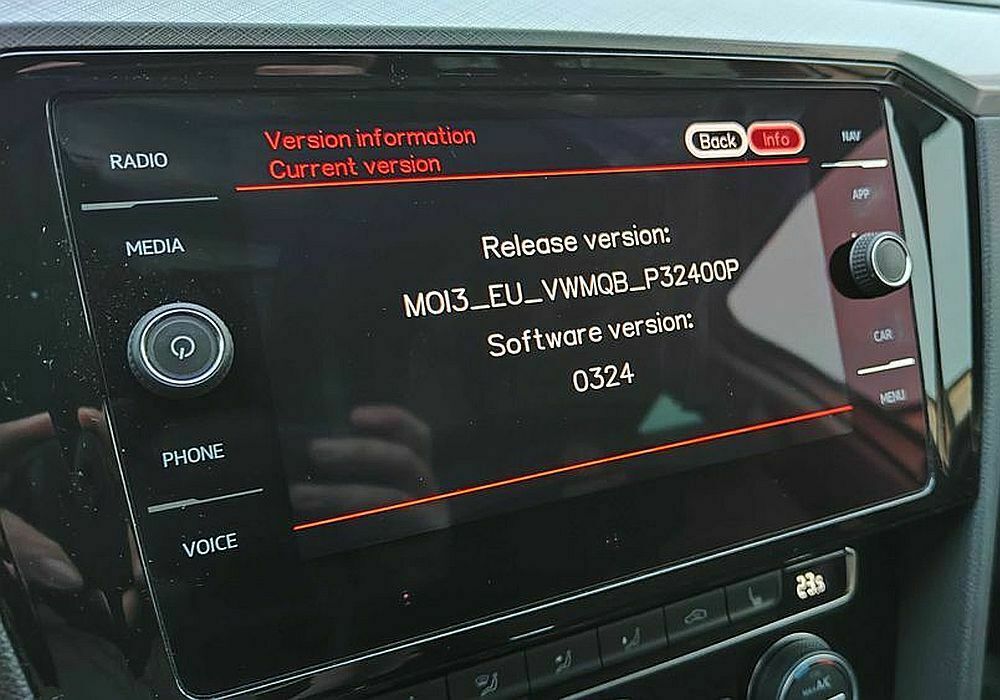 RADIO
MEDIA
PHONE
VOICE
Version information
Current version
Back
Info
Release version:
MOI3_EU_VWMQB_P32400P
Software version:
0324
NAV
APP
CAR
MENU
23.5